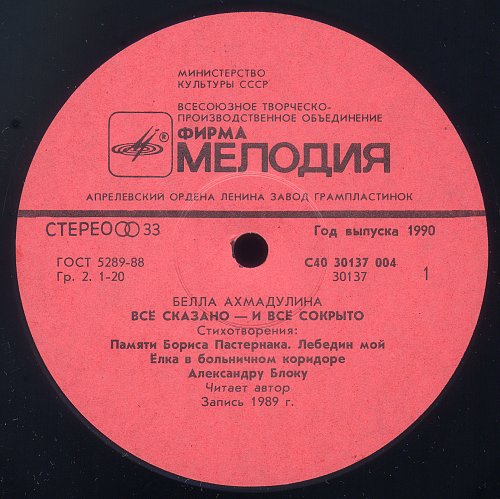 МИНИСТЕРСТВО
КУЛЬТУРЫ СССР
ВСЕСОЮЗНОЕ ТВОРЧЕСКО-
ПРОИЗВОДСТВЕННОЕ ОБЪЕДИНЕНИЕ
ФИРМА
® МЕЛОДИЯ
АПРЕЛЕВСКИЙ ОРДЕНА ЛЕНИНА ЗАВОД ГРАМПЛАСТИНОК
СТЕРЕО 33 Год выпуска 1990
ГОСТ 5289-88 С40 30137 004
Гр. 2. 1-20 30137 1
БЕЛЛА АХМАДУЛИНА
ВСЁ СКАЗАНО — И ВСЁ СОКРЫТО
Стихотворения:
Памяти Бориса Пастернака. Лебедин мой
Ёлка в больничном коридоре
Александру Блоку
Читает автор
Запись 1989 г.